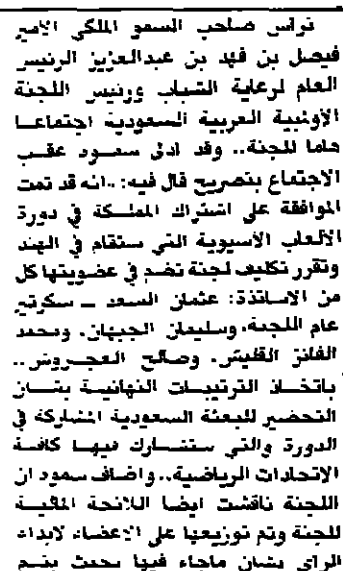 ترأس صاحب السمو الملكي الأمير
فيصل بن فهد بن عبدالعزيز الرئيس
العام لرعاية الشباب ورئيس اللجنة
الأولمبية العربية السعودية اجتماعا
هاما للجنة.. وقد ادلى سموه عقب
الاجتماع بتصريح قال فيه: ..انه قد تمت
الموافقة على اشتراك المملكة في دورة
الألعاب الآسيوية التي ستقام في الهند
وتقرر تكليف لجنة تضم في عضويتها كل
من الاساتذة: عثمان السعد ــ سكرتير
عام اللجنة، وسليمان الجبهان. ومحمد
الفائز، وصالح العجروش..
باتخاذ الترتيبات النهائية بشأن
التحضير للبعثة السعودية المشاركة في
الدورة والتي ستشارك فيها كافة
الاتحادات الرياضية.. واضاف سموه ان
اللجنة ناقشت ايضا اللائحة المالية
للجنة وتم توزيعها على الاعضاء لابداء
الرأي بشأن ماجاء فيها بحيث يتم